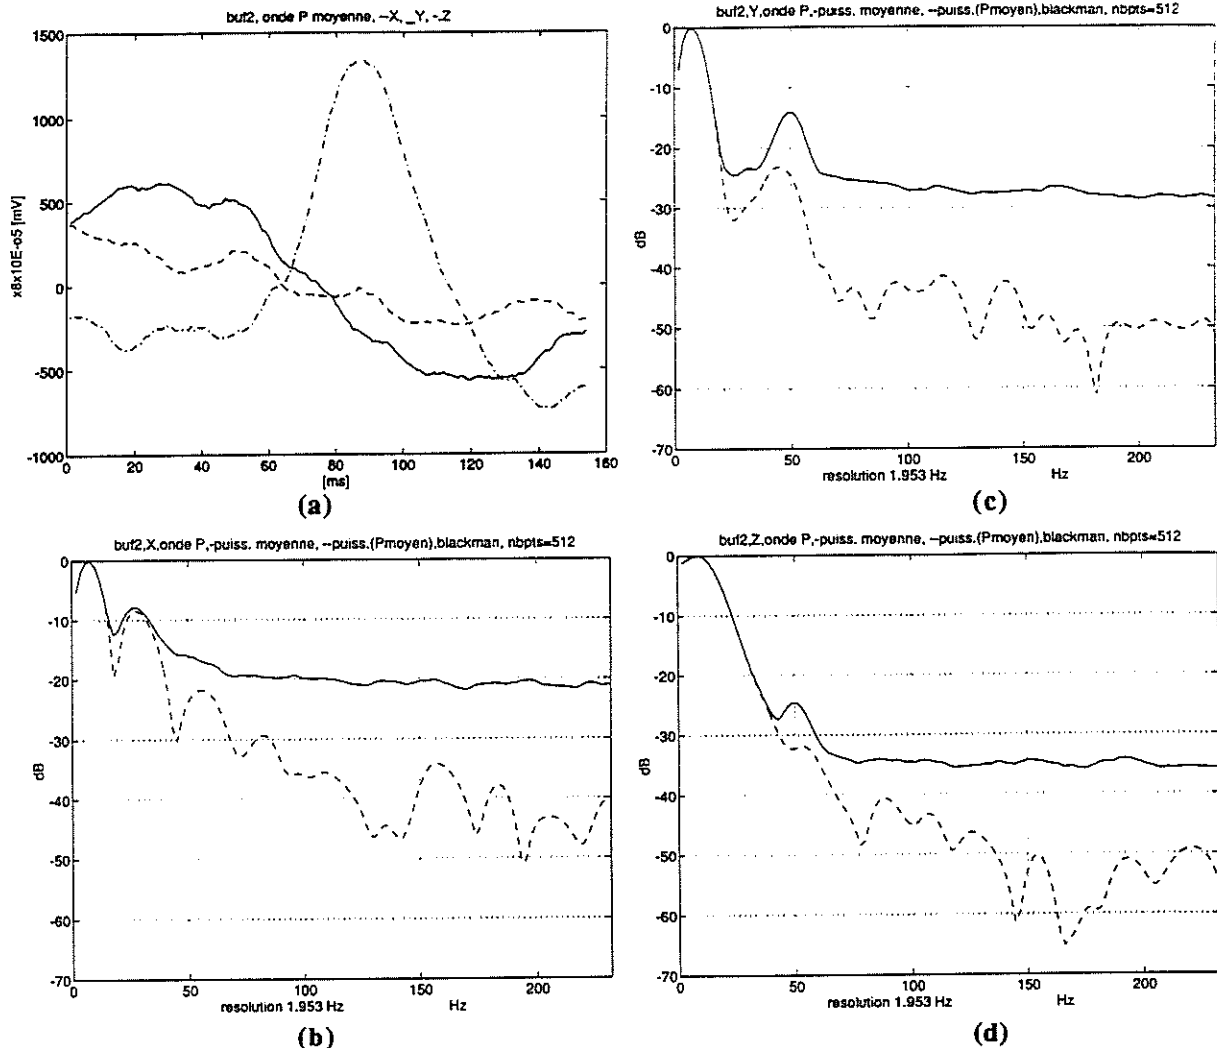 buf2, onde P moyenne, --X, _Y, -.Z
1500
1000
500
0
-500
-1000
x8x10E-o5 [mV]
0 20 40 60 80 100 120 140 160
[ms]
(a)
buf2,Y,onde P,-puiss. moyenne, --puiss.(Pmoyen),blackman, nbpts=512
0
-10
-20
-30
-40
-50
-60
-70
dB
0 50 100 150 200
resolution 1.953 Hz Hz
(c)
buf2,X,onde P,-puiss. moyenne, --puiss.(Pmoyen),blackman, nbpts=512
0
-10
-20
-30
-40
-50
-60
-70
dB
0 50 100 150 200
resolution 1.953 Hz Hz
(b)
buf2,Z,onde P,-puiss. moyenne, --puiss.(Pmoyen),blackman, nbpts=512
0
-10
-20
-30
-40
-50
-60
-70
dB
0 50 100 150 200
resolution 1.953 Hz Hz
(d)